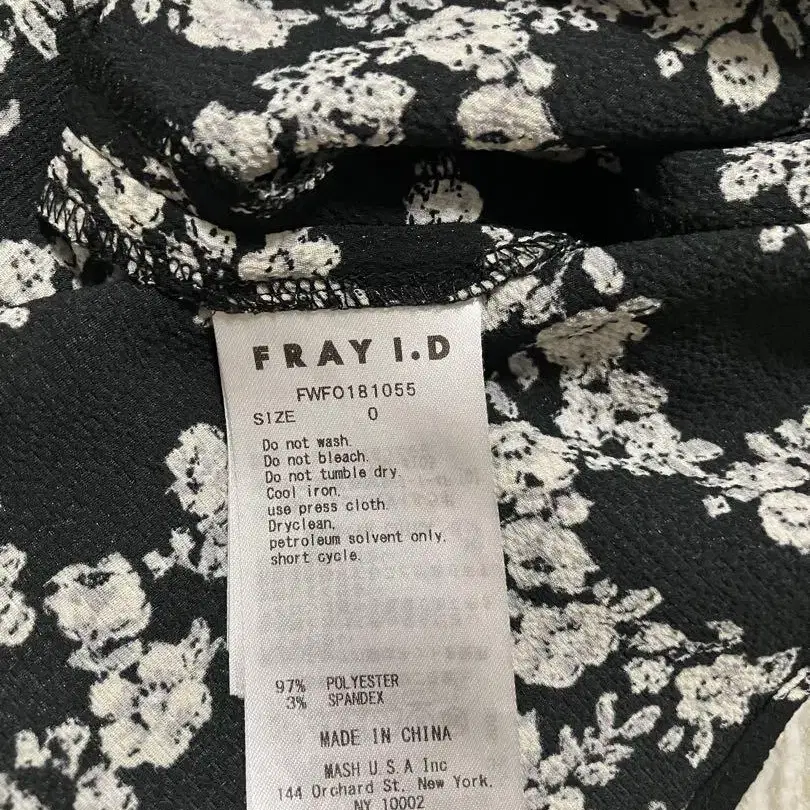 FRAY I.D
FWFO181055
SIZE 0
Do not wash.
Do not bleach.
Do not tumble dry.
Cool iron.
use press cloth.
Dryclean,
petroleum solvent only,
short cycle.
97% POLYESTER
3% SPANDEX
MADE IN CHINA
MASH U.S.A Inc
144 Orchard St, New York,
NY 10002